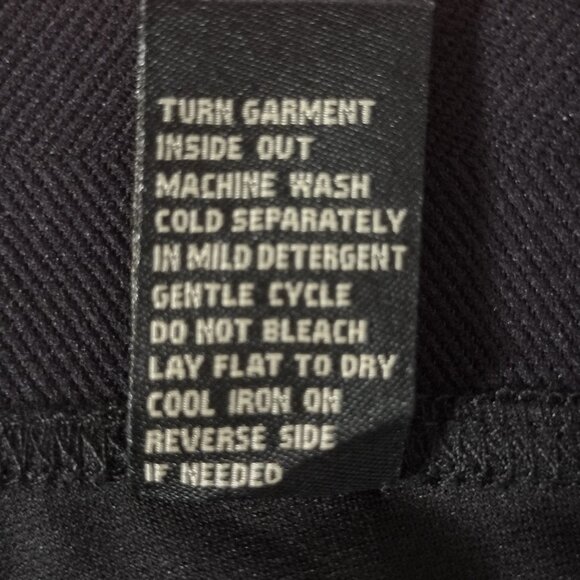 TURN GARMENT
INSIDE OUT
MACHINE WASH
COLD SEPARATELY
IN MILD DETERGENT
GENTLE CYCLE
DO NOT BLEACH
LAY FLAT TO DRY
COOL IRON ON
REVERSE SIDE
IF NEEDED